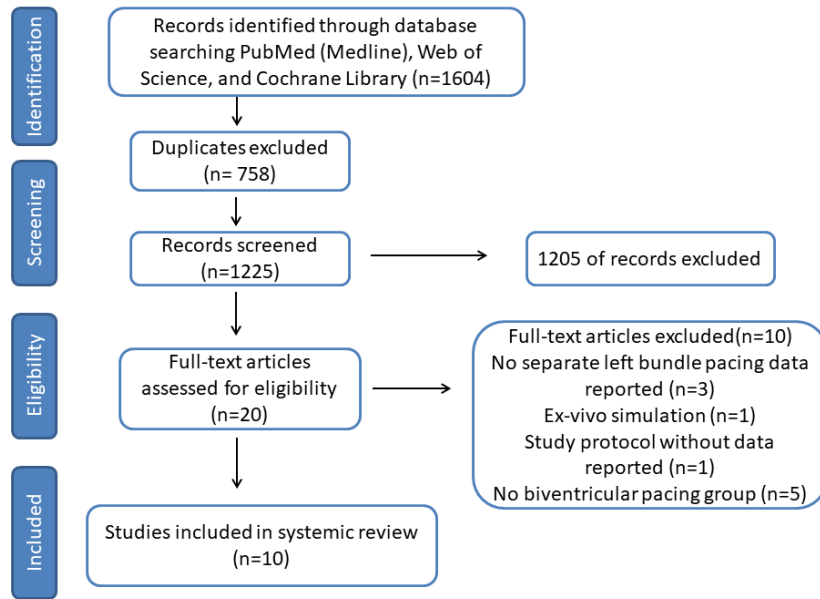 Identification
Records identified through database
searching PubMed (Medline), Web of
Science, and Cochrane Library (n=1604)
Duplicates excluded
(n= 758)
Screening
Records screened
(n=1225)
1205 of records excluded
Eligibility
Full-text articles
assessed for eligibility
(n=20)
Full-text articles excluded(n=10)
No separate left bundle pacing data
reported (n=3)
Ex-vivo simulation (n=1)
Study protocol without data
reported (n=1)
No biventricular pacing group (n=5)
Included
Studies included in systemic review
(n=10)